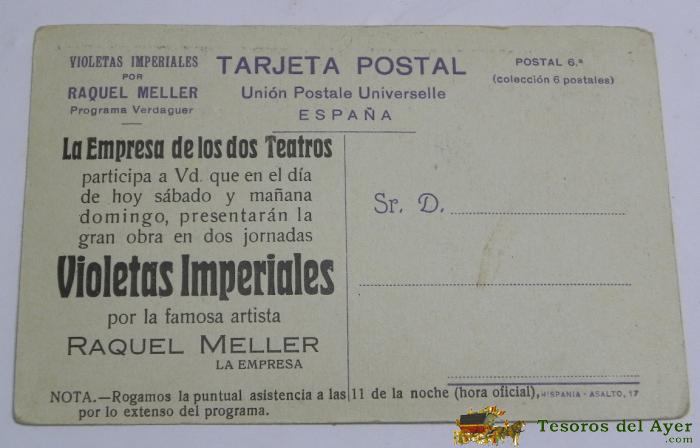 VIOLETAS IMPERIALES
POR
RAQUEL MELLER
Programa Verdaguer
TARJETA POSTAL
Unión Postale Universelle
ESPAÑA
POSTAL 6.ª
(colección 6 postales)
La Empresa de los dos Teatros
participa a Vd. que en el día
de hoy sábado y mañana
domingo, presentarán la
gran obra en dos jornadas
Violetas Imperiales
por la famosa artista
RAQUEL MELLER
LA EMPRESA
Sr. D.
NOTA.—Rogamos la puntual asistencia a las 11 de la noche (hora oficial),
por lo extenso del programa.
HISPANIA - ASALTO, 17
Tesoros del Ayer
.com